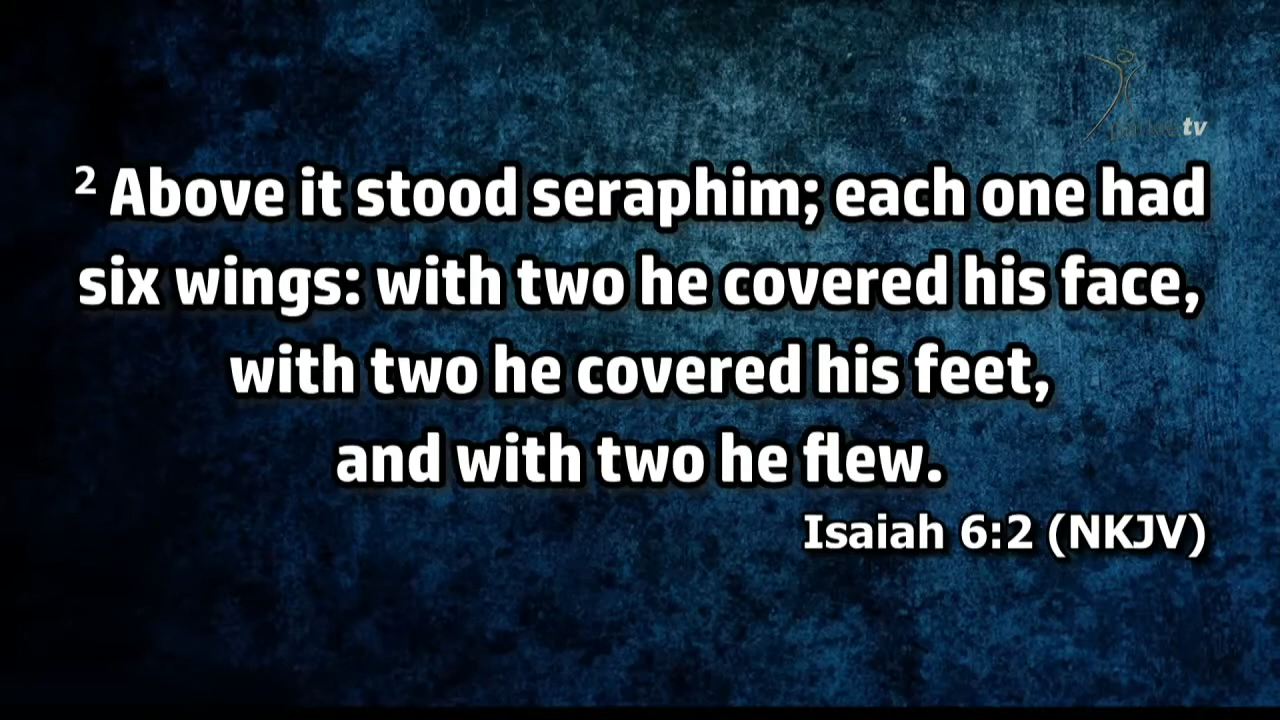 tv
² Above it stood seraphim; each one had
six wings: with two he covered his face,
with two he covered his feet,
and with two he flew.
Isaiah 6:2 (NKJV)